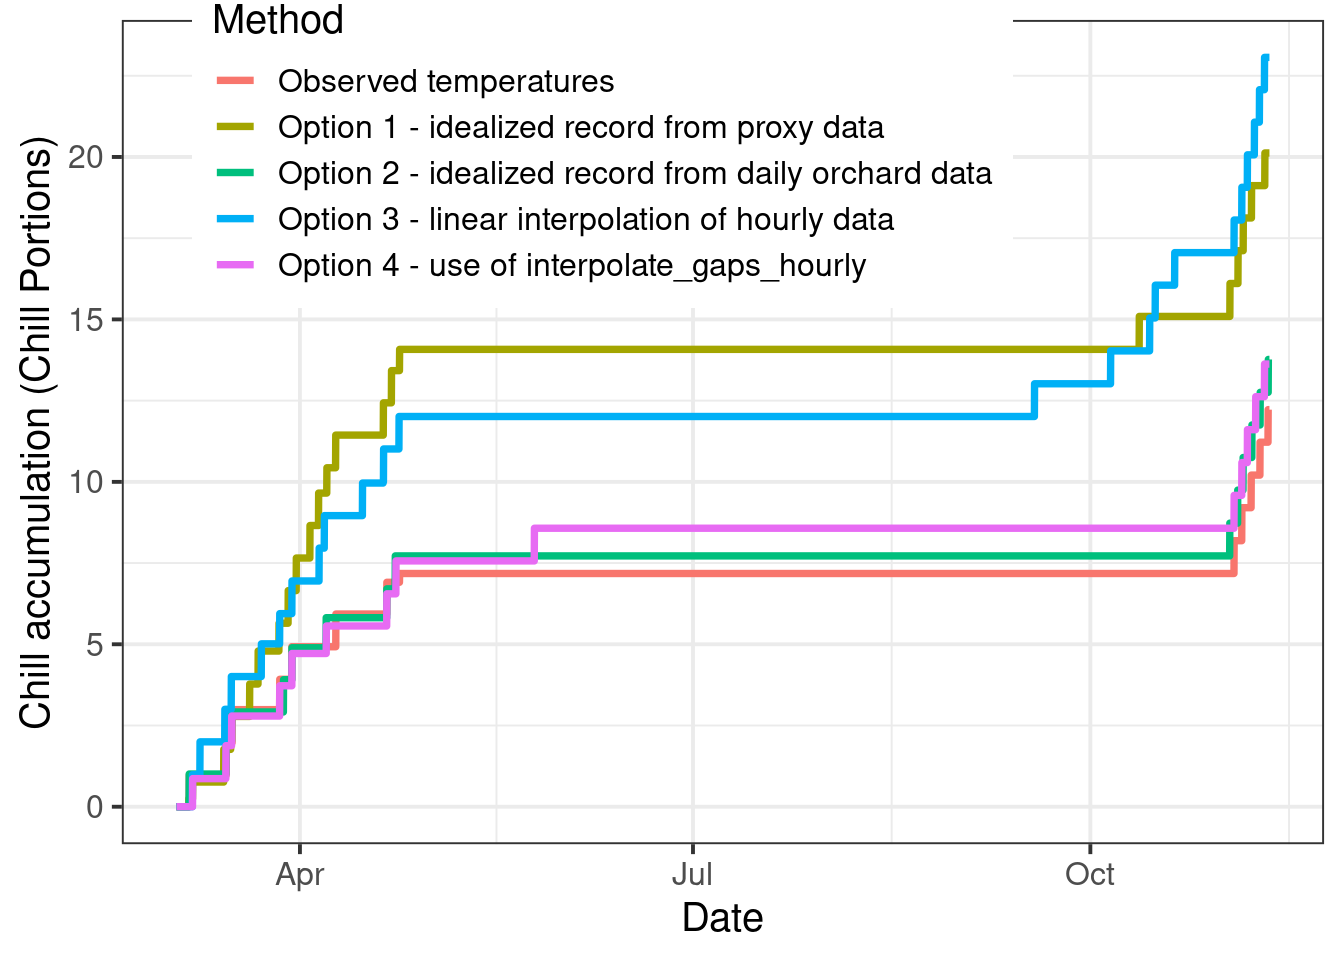 Method
Observed temperatures
Option 1 - idealized record from proxy data
Option 2 - idealized record from daily orchard data
Option 3 - linear interpolation of hourly data
Option 4 - use of interpolate_gaps_hourly
Chill accumulation (Chill Portions)
20
15
10
5
0
Apr
Jul
Oct
Date